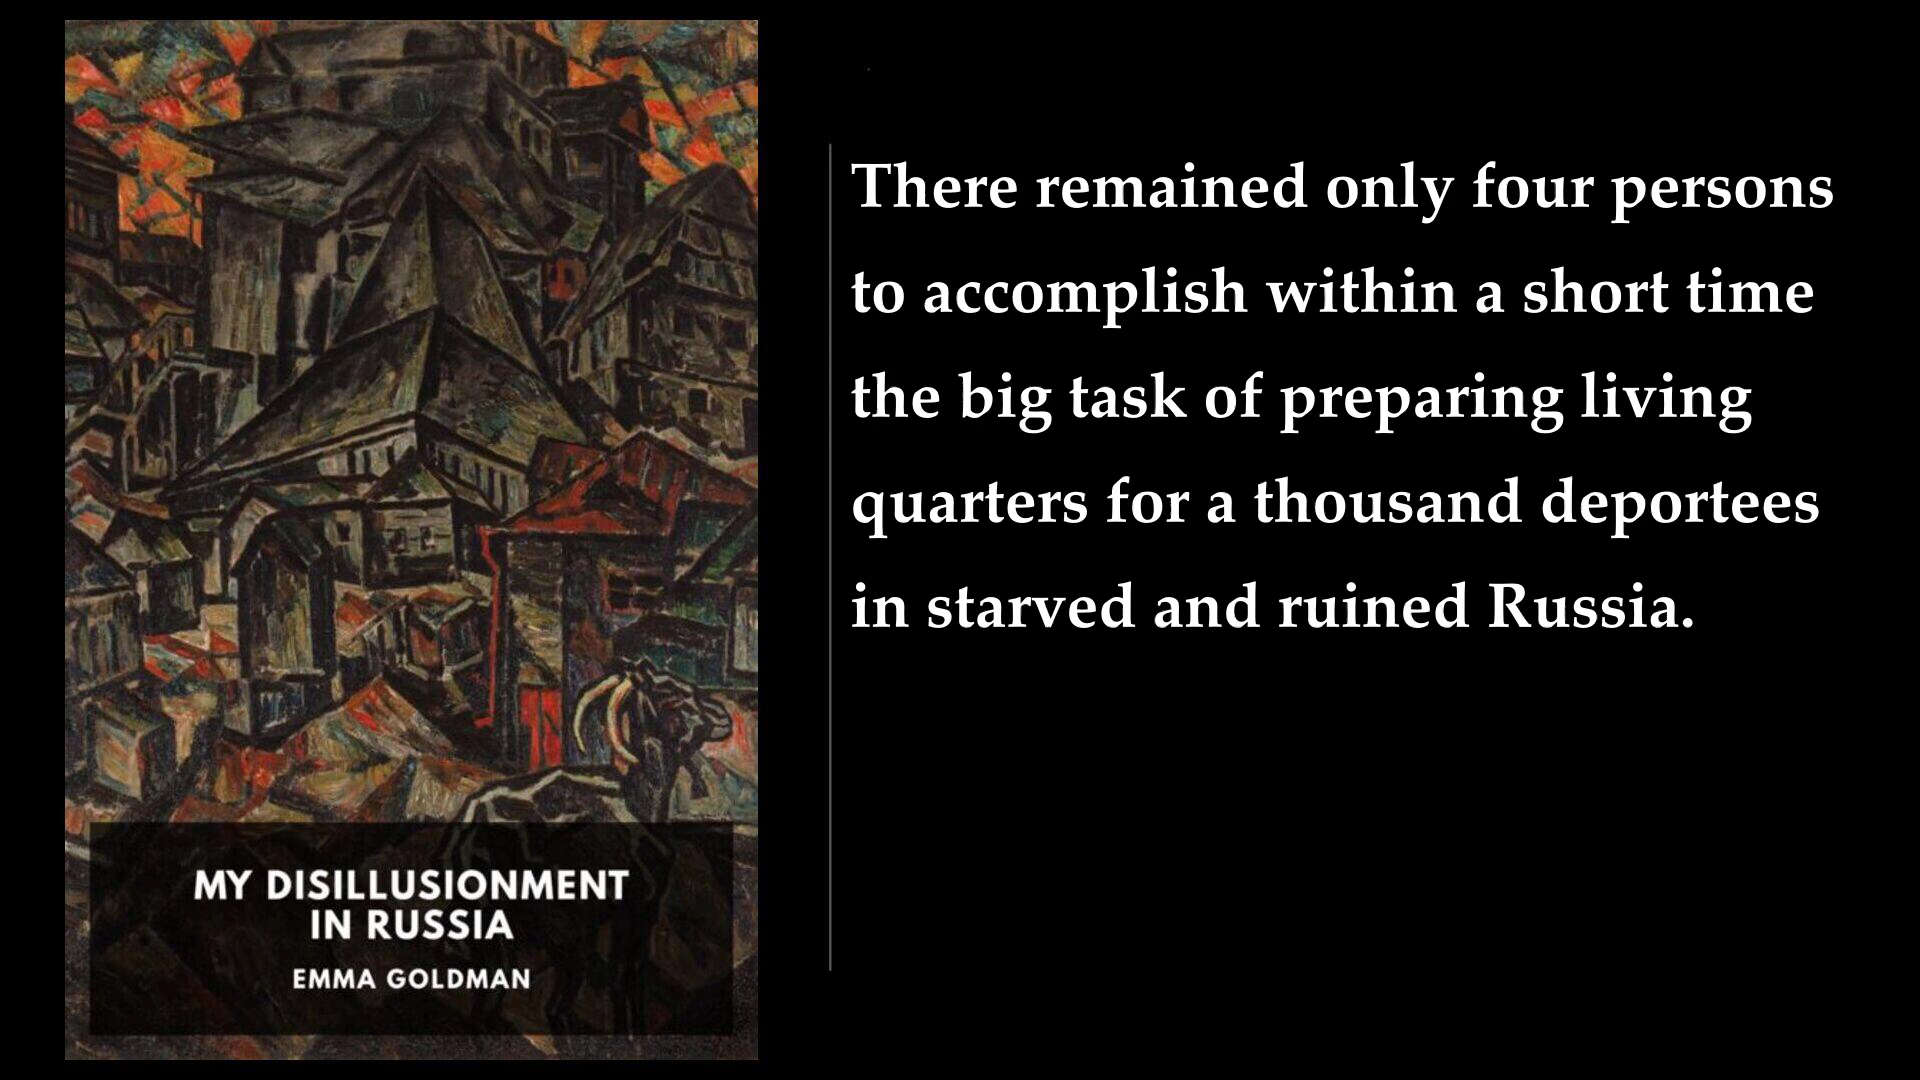 There remained only four persons
to accomplish within a short time
the big task of preparing living
quarters for a thousand deportees
in starved and ruined Russia.
MY DISILLUSIONMENT
IN RUSSIA
EMMA GOLDMAN